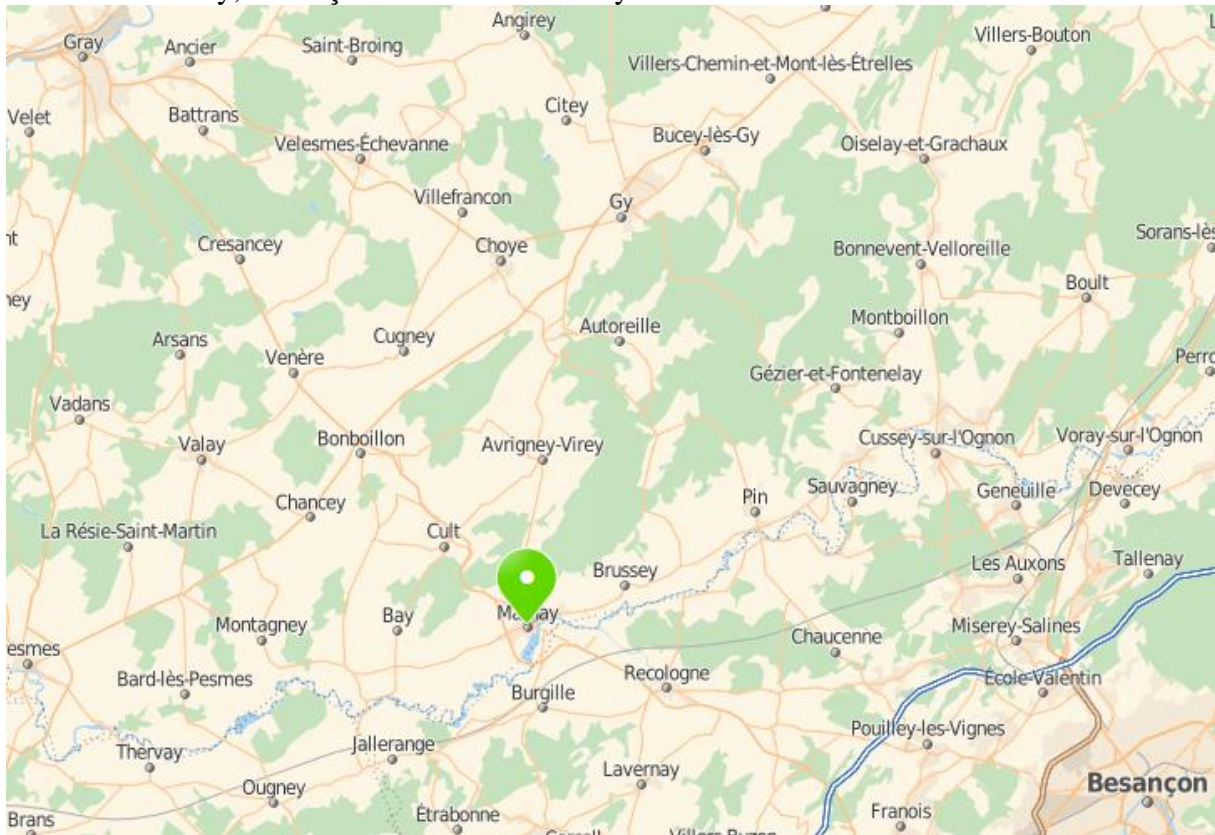 Angirey
Gray
Ancier
Saint-Broing
Villers-Bouton
Villers-Chemin-et-Mont-lès-Étrelles
Velet
Battrans
Citey
Velesmes-Échevanne
Bucey-lès-Gy
Oiselay-et-Grachaux
Villefrancon
Gy
Cresancey
Choye
Bonnevent-Velloreille
Sorans-lès
Boult
Arsans
Cugney
Autoreille
Montboillon
Venère
Gézier-et-Fontenelay
Perro
Vadans
Valay
Bonboillon
Avrigney-Virey
Cussey-sur-l'Ognon
Voray-sur-l'Ognon
Chancey
Pin
Sauvagney
Geneuille
Devecey
La Résie-Saint-Martin
Cult
Brussey
Les Auxons
Tallenay
Montagney
Bay
Chaucenne
Miserey-Salines
esmes
Bard-lès-Pesmes
Burgille
Recologne
École-Valentin
Thervay
Jallerange
Pouilley-les-Vignes
Ougney
Lavernay
Besançon
Brans
Étrabonne
Franois